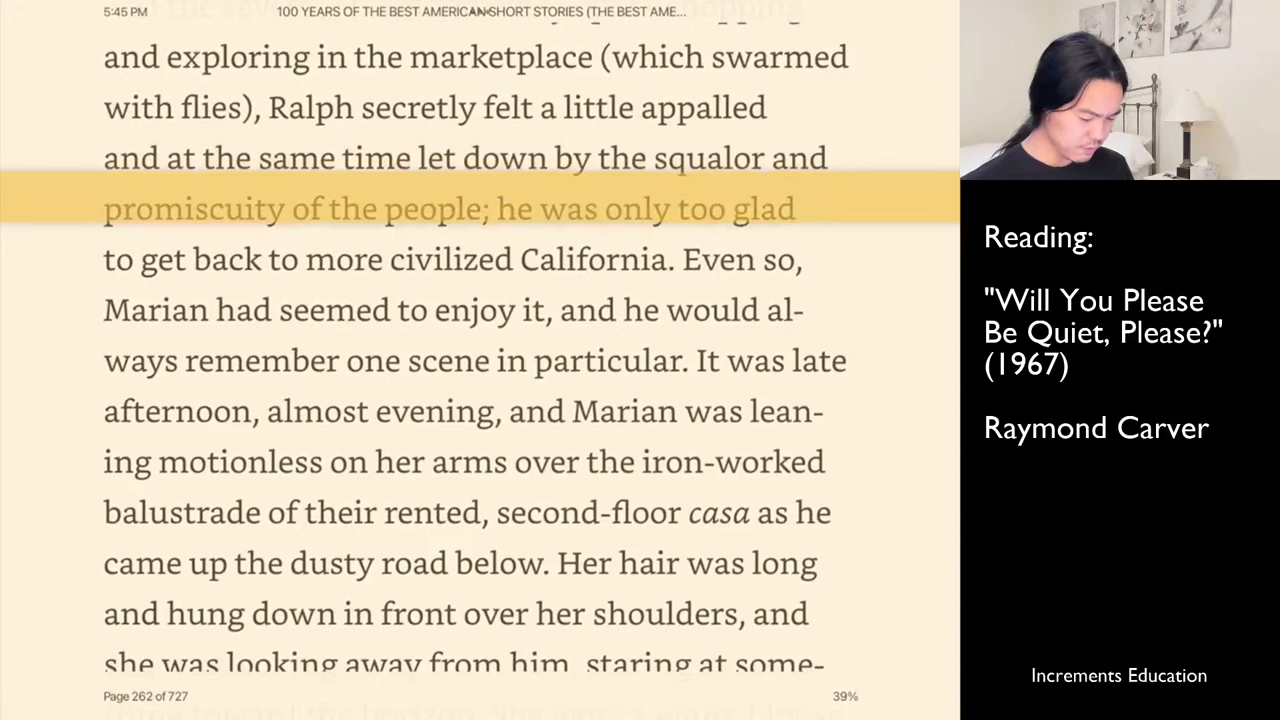 5:45 PM
100 YEARS OF THE BEST AMERICAN SHORT STORIES (THE BEST AME...
and exploring in the marketplace (which swarmed
with flies), Ralph secretly felt a little appalled
and at the same time let down by the squalor and
promiscuity of the people; he was only too glad
to get back to more civilized California. Even so,
Marian had seemed to enjoy it, and he would al-
ways remember one scene in particular. It was late
afternoon, almost evening, and Marian was lean-
ing motionless on her arms over the iron-worked
balustrade of their rented, second-floor casa as he
came up the dusty road below. Her hair was long
and hung down in front over her shoulders, and
she was looking away from him, staring at some-
Page 262 of 727
39%
Reading:
"Will You Please
Be Quiet, Please?"
(1967)
Raymond Carver
Increments Education